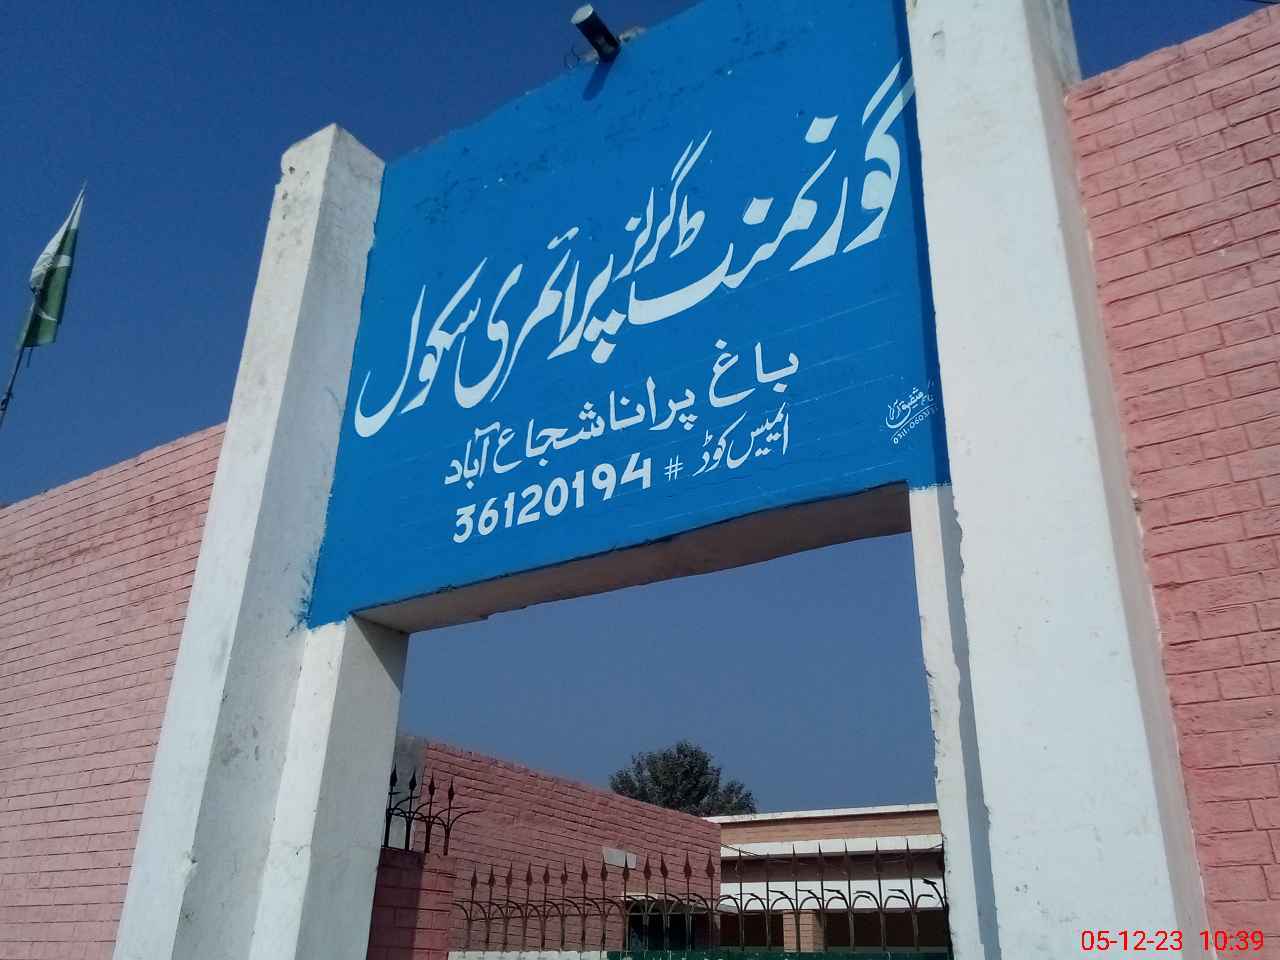 گورنمنٹ گرلز پرائمری سکول
باغ پرانا شجاع آباد
ایمیس کوڈ # 36120194
05-12-23 10:39